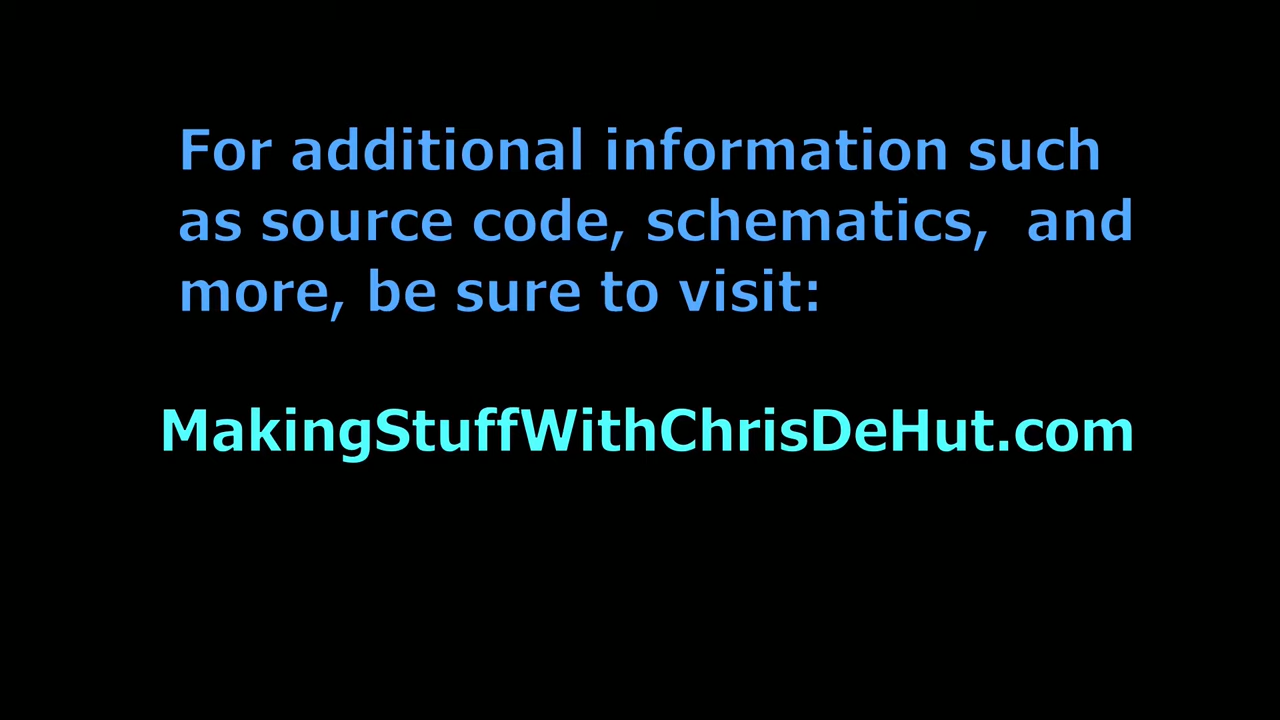 For additional information such
as source code, schematics,  and
more, be sure to visit:
MakingStuffWithChrisDeHut.com